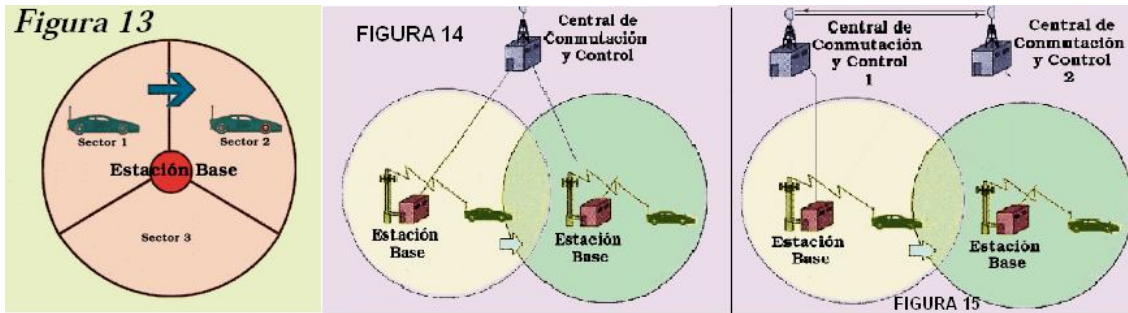 Figura 13
Sector 1
Sector 2
Estación Base
Sector 3
FIGURA 14
Central de
Conmutación
y Control
Estación
Base
Estación
Base
Central de
Conmutación
y Control
1
Central de
Conmutación
y Control
2
Estación
Base
Estación
Base
FIGURA 15